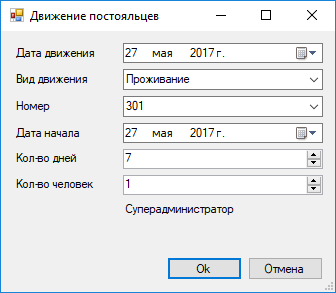 Движение постояльцев
Дата движения 27 мая 2017 г.
Вид движения Проживание
Номер 301
Дата начала 27 мая 2017 г.
Кол-во дней 7
Кол-во человек 1
Суперадминистратор
Ok Отмена